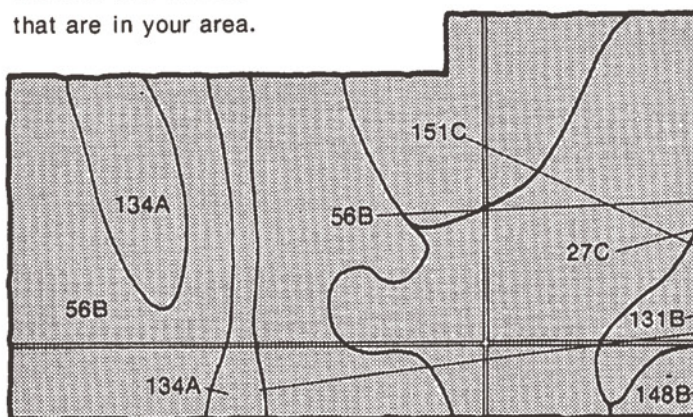 that are in your area.
151C
134A
56B
27C
56B
131B
134A
148B